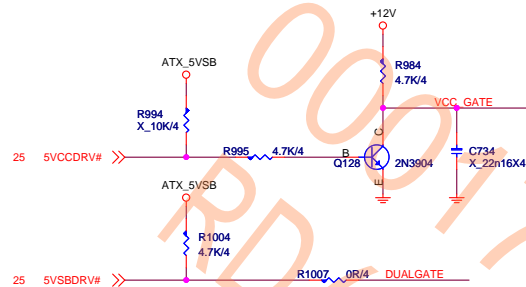 +12V
ATX_5VSB
R984
4.7K/4
R994
X_10K/4
VCC_GATE
C
R995
4.7K/4
B
Q128
2N3904
C734
X_22n16X4
25
5VCCDRV#
E
ATX_5VSB
R1004
4.7K/4
25
5VSBDRV#
R1007
0R/4
DUALGATE